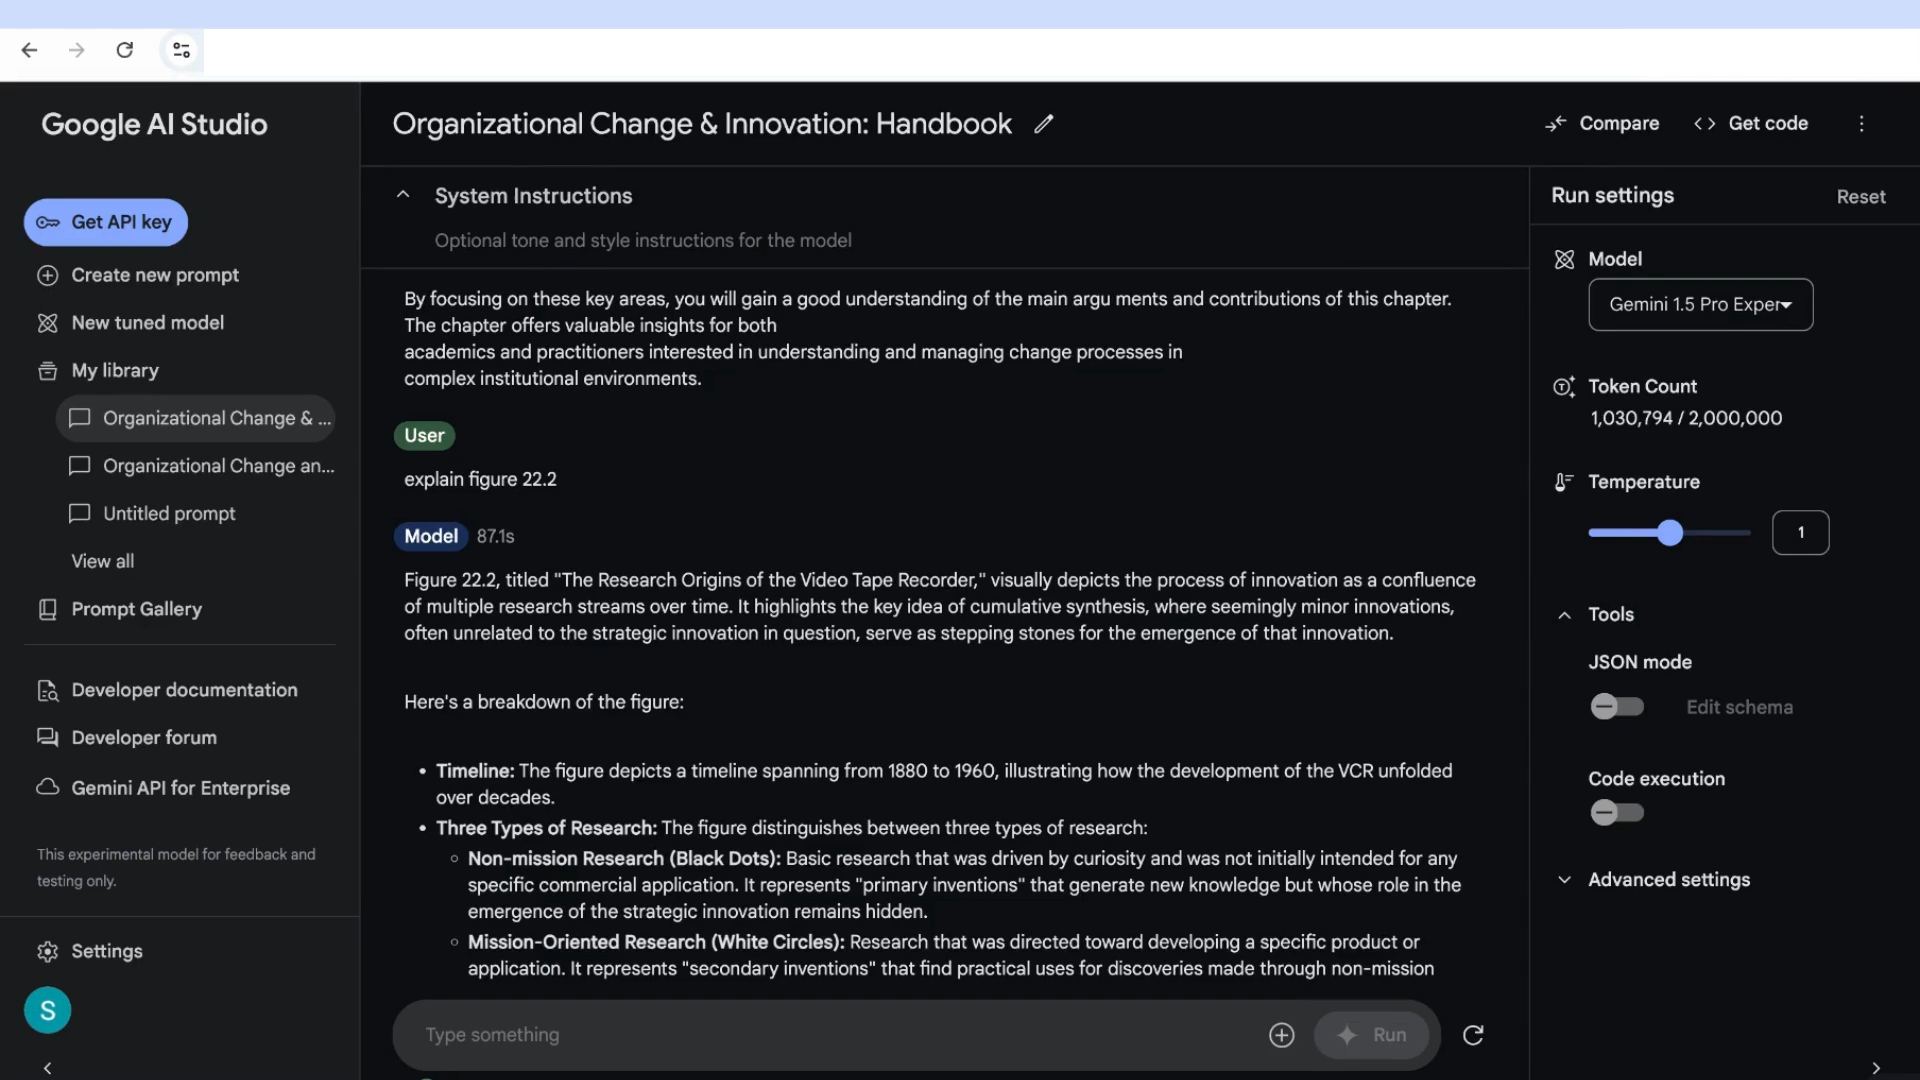 Google AI Studio
Get API key
Create new prompt
New tuned model
My library
Organizational Change & ...
Organizational Change an...
Untitled prompt
View all
Prompt Gallery
Developer documentation
Developer forum
Gemini API for Enterprise
This experimental model for feedback and
testing only.
Settings
S
Organizational Change & Innovation: Handbook
Compare
Get code
System Instructions
Optional tone and style instructions for the model
By focusing on these key areas, you will gain a good understanding of the main argu ments and contributions of this chapter.
The chapter offers valuable insights for both
academics and practitioners interested in understanding and managing change processes in
complex institutional environments.
User
explain figure 22.2
Model 87.1s
Figure 22.2, titled "The Research Origins of the Video Tape Recorder," visually depicts the process of innovation as a confluence
of multiple research streams over time. It highlights the key idea of cumulative synthesis, where seemingly minor innovations,
often unrelated to the strategic innovation in question, serve as stepping stones for the emergence of that innovation.
Here's a breakdown of the figure:
• Timeline: The figure depicts a timeline spanning from 1880 to 1960, illustrating how the development of the VCR unfolded
over decades.
• Three Types of Research: The figure distinguishes between three types of research:
◦ Non-mission Research (Black Dots): Basic research that was driven by curiosity and was not initially intended for any
specific commercial application. It represents "primary inventions" that generate new knowledge but whose role in the
emergence of the strategic innovation remains hidden.
◦ Mission-Oriented Research (White Circles): Research that was directed toward developing a specific product or
application. It represents "secondary inventions" that find practical uses for discoveries made through non-mission
Type something
Run
Run settings
Reset
Model
Gemini 1.5 Pro Exper
Token Count
1,030,794 / 2,000,000
Temperature
1
Tools
JSON mode
Edit schema
Code execution
Advanced settings